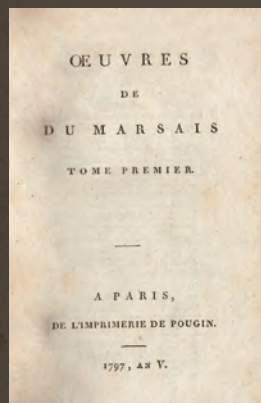 ŒUVRES
DE
DU MARSAIS
TOME PREMIER.
A PARIS,
DE L'IMPRIMERIE DE POUGIN.
1797, AN V.